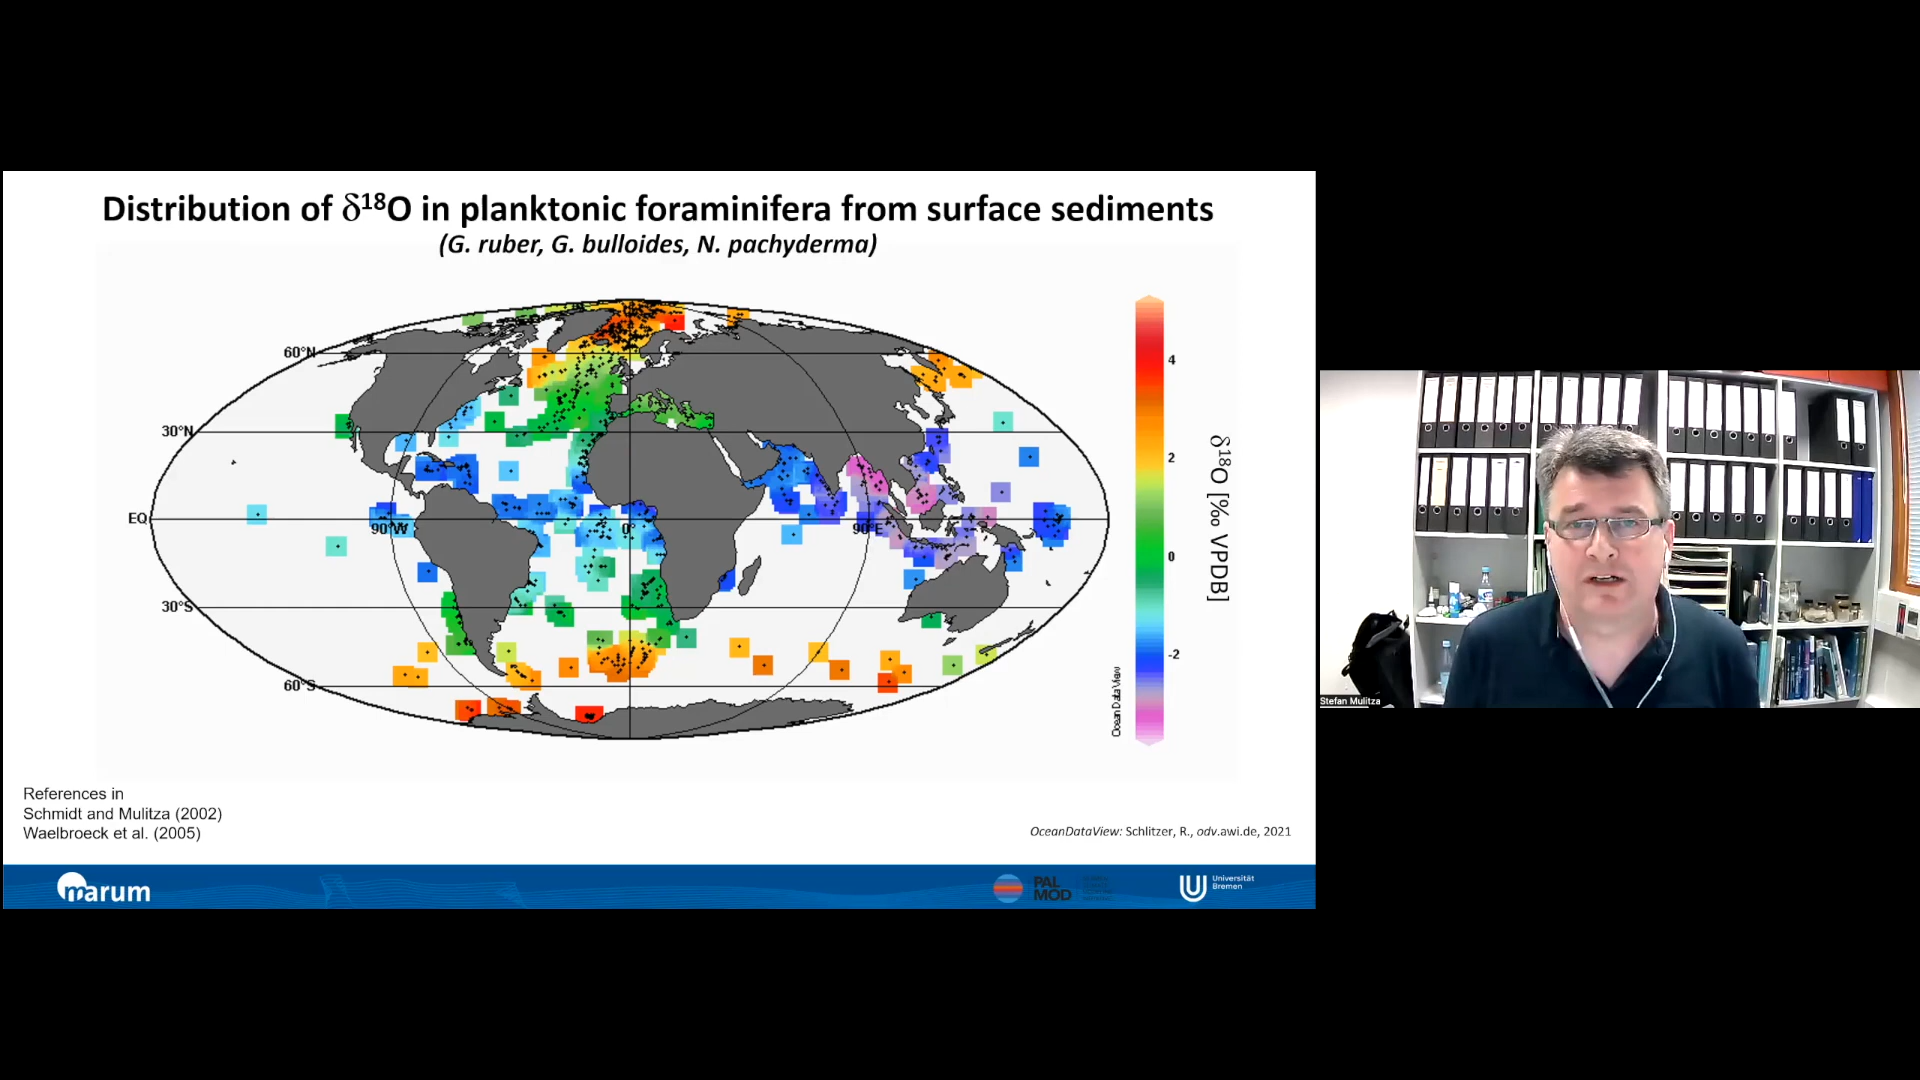 Distribution of δ¹⁸O in planktonic foraminifera from surface sediments
(G. ruber, G. bulloides, N. pachyderma)
60°N
30°N
EQ
30°S
60°S
90°W
0°
90°E
4
2
0
-2
δ¹⁸O [‰ VPDB]
Ocean Data View
References in
Schmidt and Mulitza (2002)
Waelbroeck et al. (2005)
OceanDataView: Schlitzer, R., odv.awi.de, 2021
marum
PAL
MOD
Universität
Bremen
Stefan Mulitza